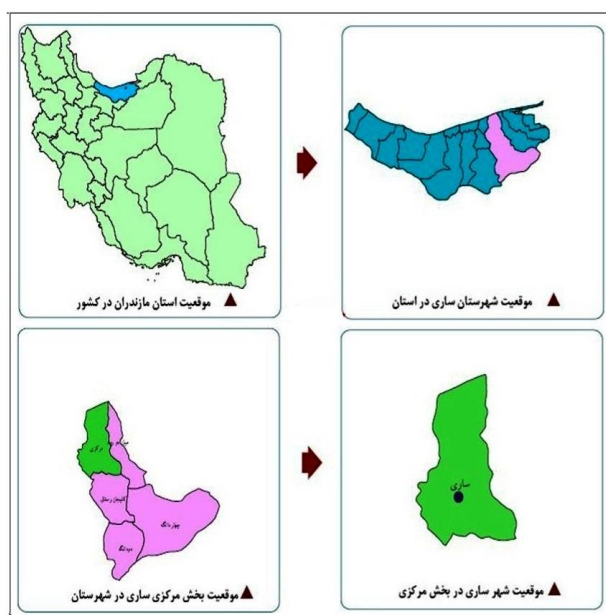 موقعیت استان مازندران در کشور
موقعیت شهرستان ساری در استان
مرکزی
کلیجان رستاق
چهاردانگه
دودانگه
موقعیت بخش مرکزی ساری در شهرستان
ساری
موقعیت شهر ساری در بخش مرکزی